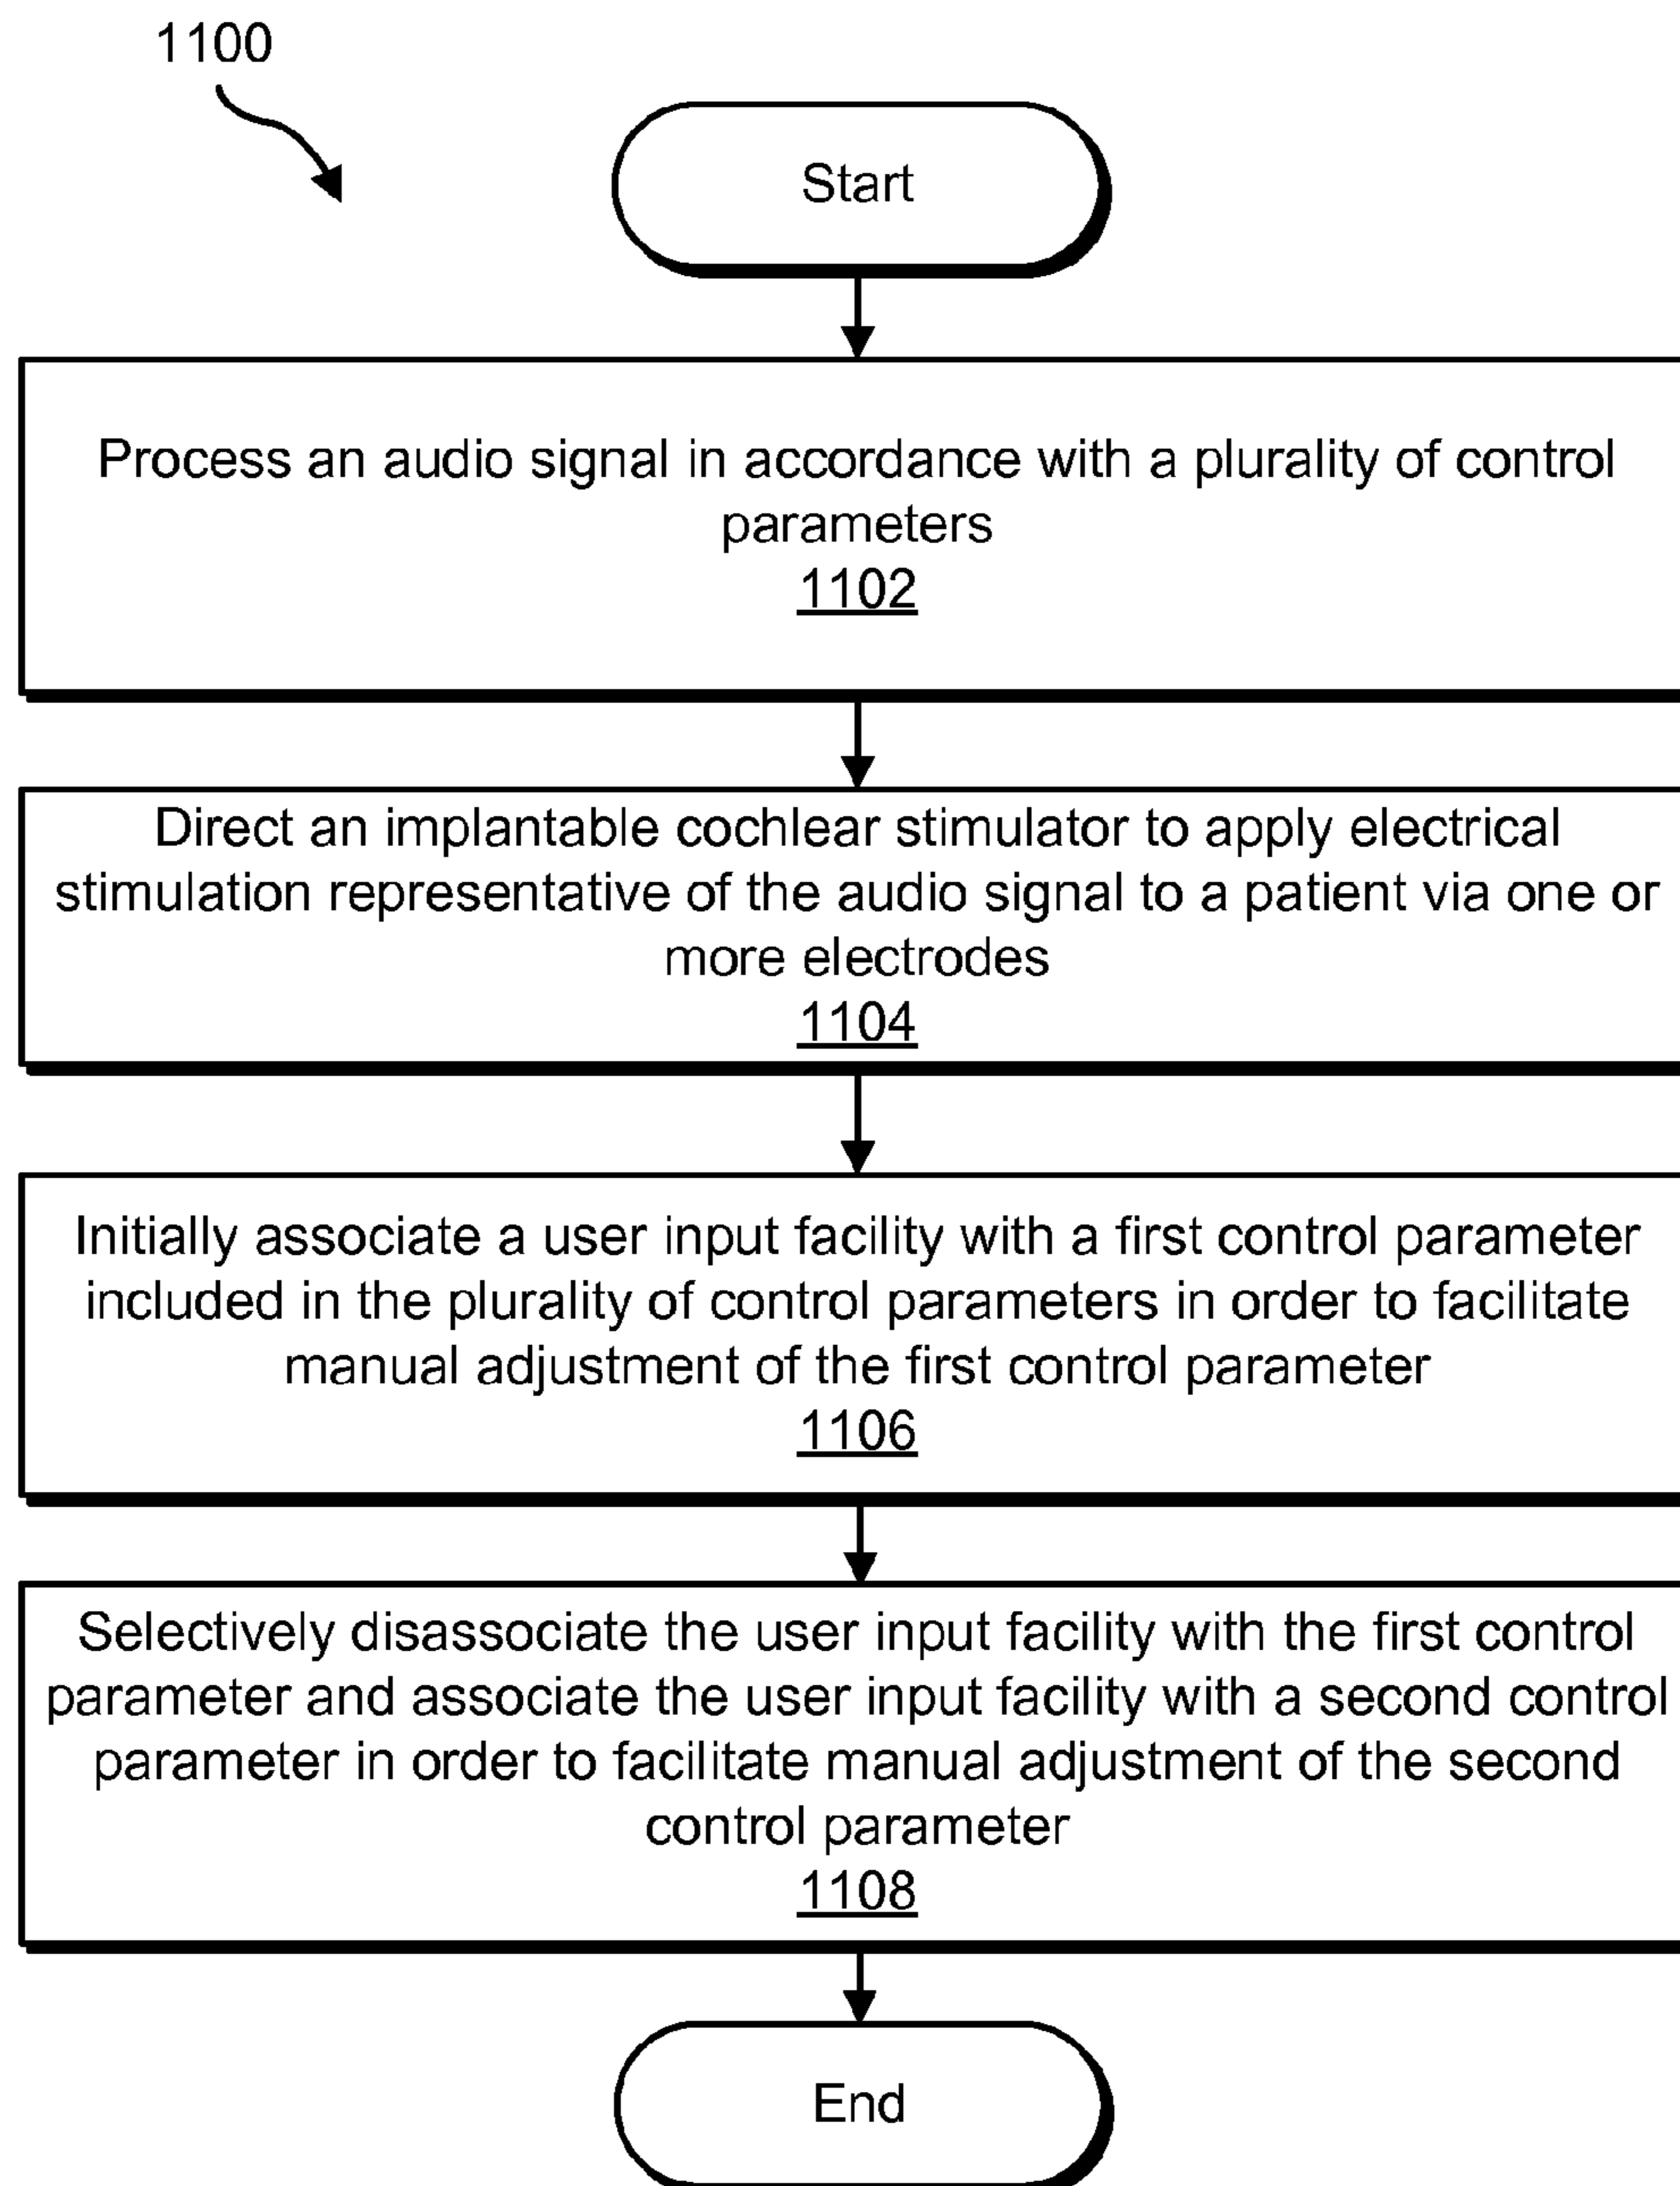 1100
Start
Process an audio signal in accordance with a plurality of control
parameters
1102
Direct an implantable cochlear stimulator to apply electrical
stimulation representative of the audio signal to a patient via one or
more electrodes
1104
Initially associate a user input facility with a first control parameter
included in the plurality of control parameters in order to facilitate
manual adjustment of the first control parameter
1106
Selectively disassociate the user input facility with the first control
parameter and associate the user input facility with a second control
parameter in order to facilitate manual adjustment of the second
control parameter
1108
End